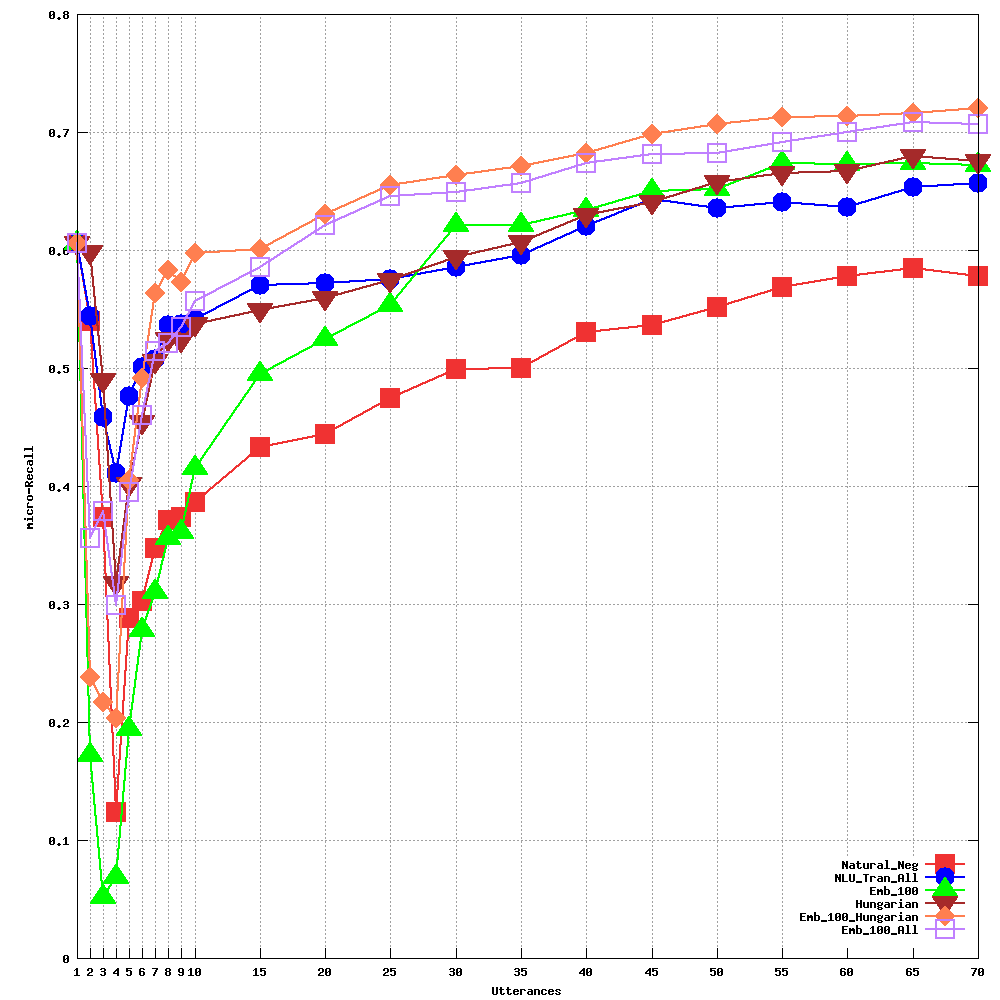 0.8
0.7
0.6
0.5
0.4
0.3
0.2
0.1
0
micro-Recall
Natural_Neg
NLU_Tran_All
Emb_100
Hungarian
Emb_100_Hungarian
Emb_100_All
1 2 3 4 5 6 7 8 9 10 15 20 25 30 35 40 45 50 55 60 65 70
Utterances